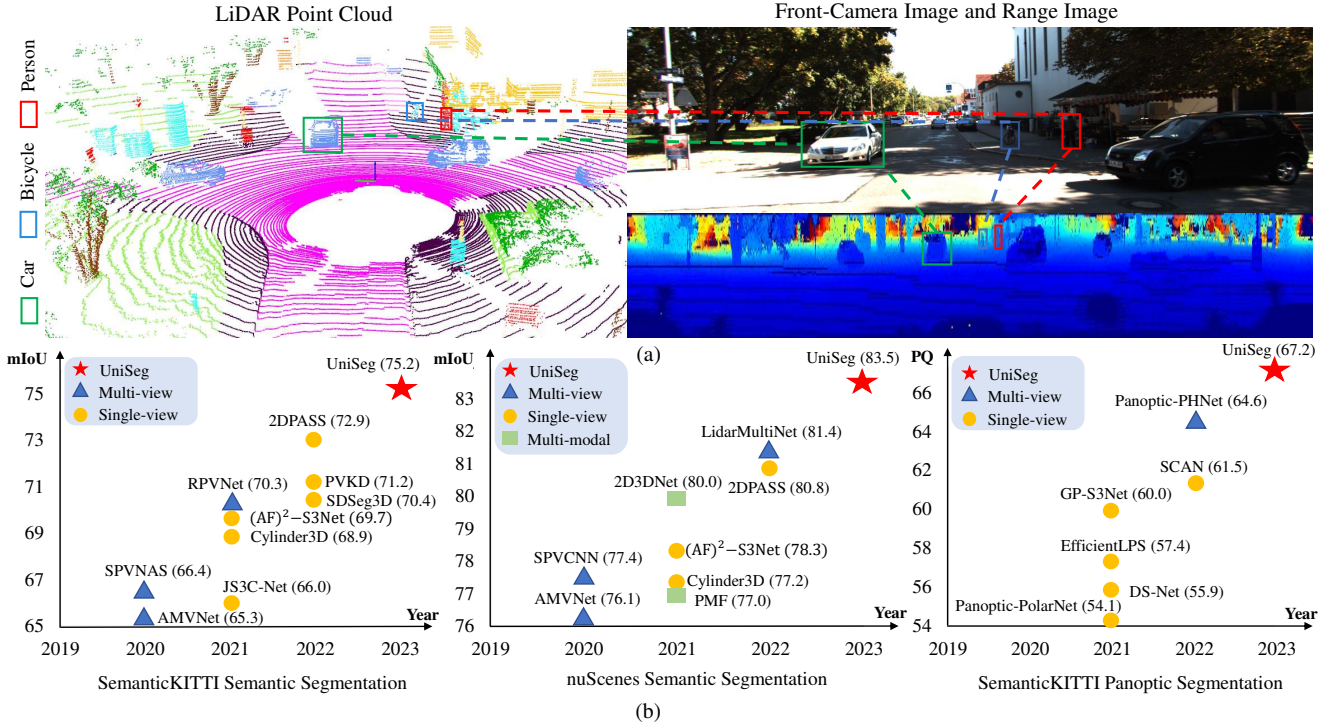 LiDAR Point Cloud
Front-Camera Image and Range Image
Person
Bicycle
Car
(a)
mIoU
UniSeg
Multi-view
Single-view
UniSeg (75.2)
2DPASS (72.9)
PVKD (71.2)
RPVNet (70.3)
SDSeg3D (70.4)
(AF)²−S3Net (69.7)
Cylinder3D (68.9)
SPVNAS (66.4)
JS3C-Net (66.0)
AMVNet (65.3)
75
73
71
69
67
65
Year
2019 2020 2021 2022 2023
SemanticKITTI Semantic Segmentation
mIoU
UniSeg
Multi-view
Single-view
Multi-modal
UniSeg (83.5)
LidarMultiNet (81.4)
2D3DNet (80.0)
2DPASS (80.8)
(AF)²−S3Net (78.3)
SPVCNN (77.4)
Cylinder3D (77.2)
PMF (77.0)
AMVNet (76.1)
83
82
81
80
79
78
77
76
Year
2019 2020 2021 2022 2023
nuScenes Semantic Segmentation
PQ
UniSeg
Multi-view
Single-view
UniSeg (67.2)
Panoptic-PHNet (64.6)
SCAN (61.5)
GP-S3Net (60.0)
EfficientLPS (57.4)
DS-Net (55.9)
Panoptic-PolarNet (54.1)
66
64
62
60
58
56
54
Year
2019 2020 2021 2022 2023
SemanticKITTI Panoptic Segmentation
(b)